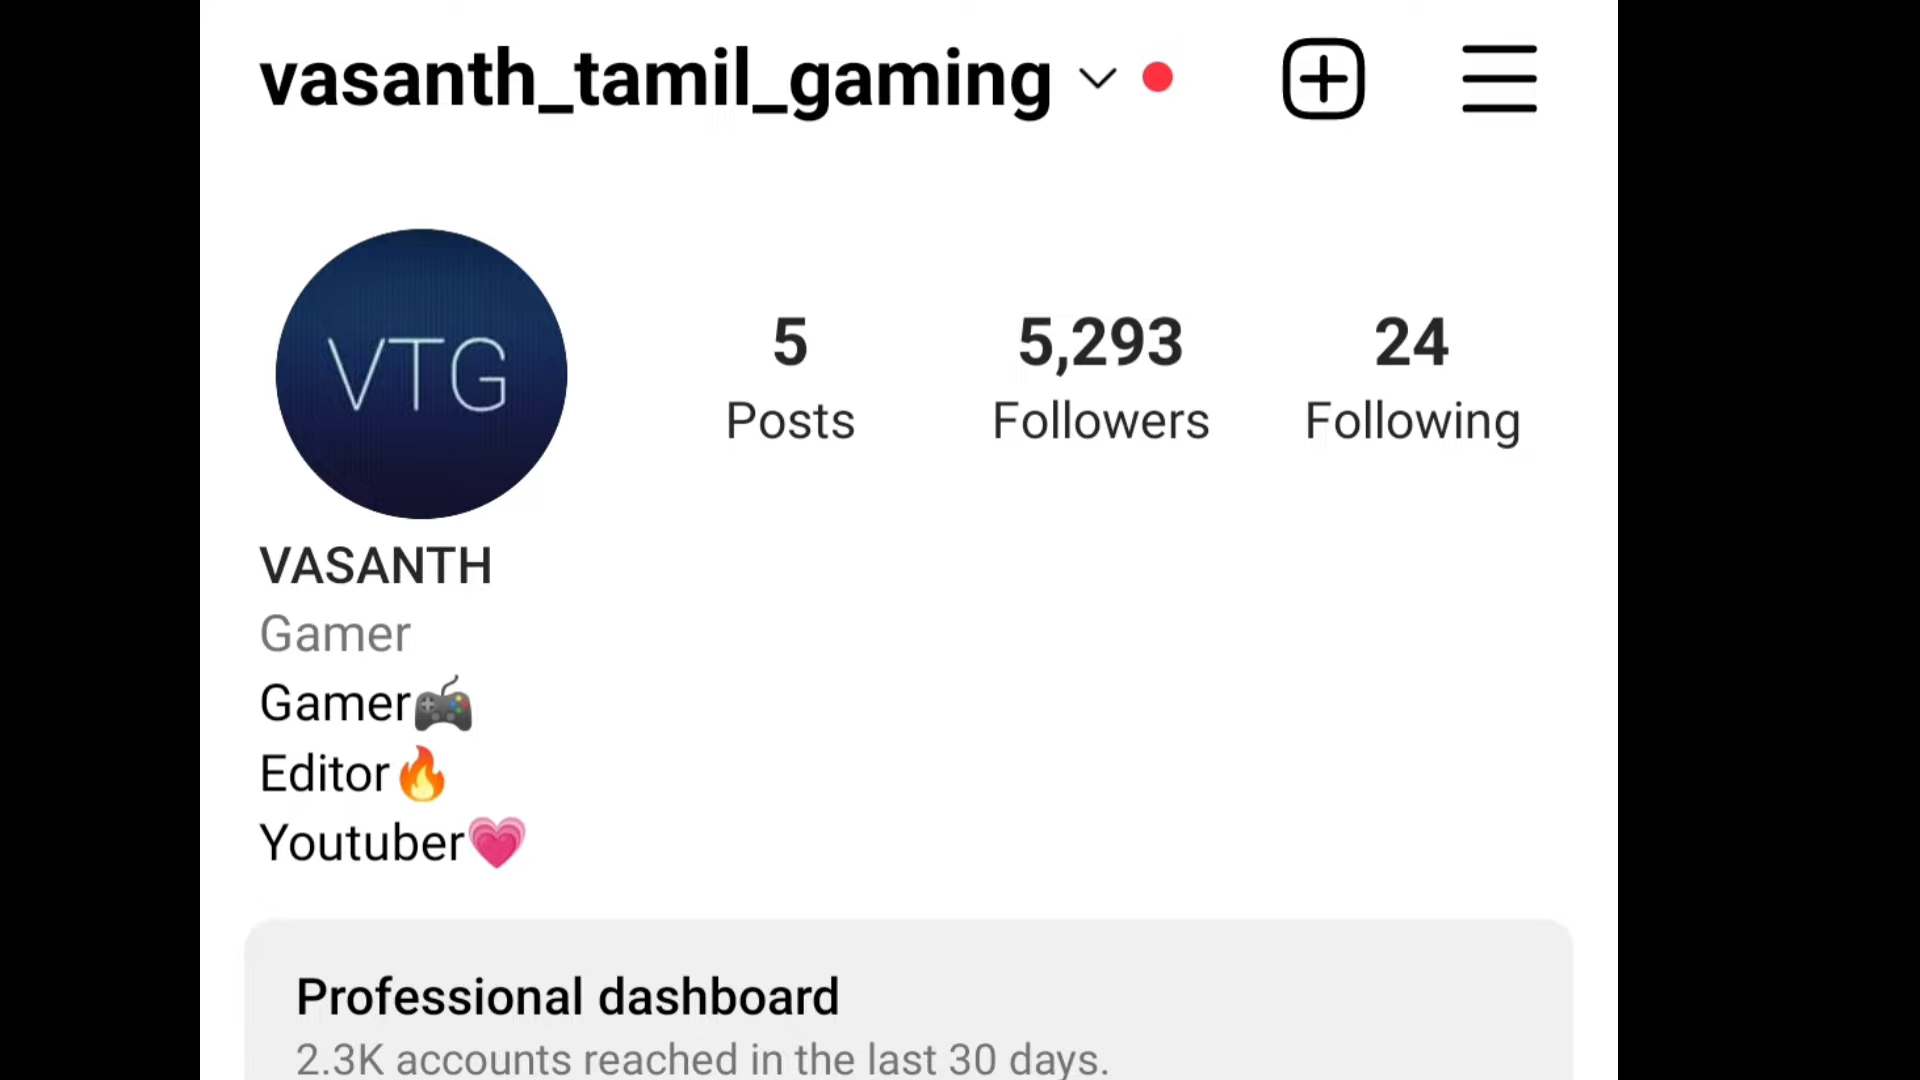 vasanth_tamil_gaming
VTG
5 5,293 24
Posts Followers Following
VASANTH
Gamer
Gamer🎮
Editor🔥
Youtuber💗
Professional dashboard
2.3K accounts reached in the last 30 days.